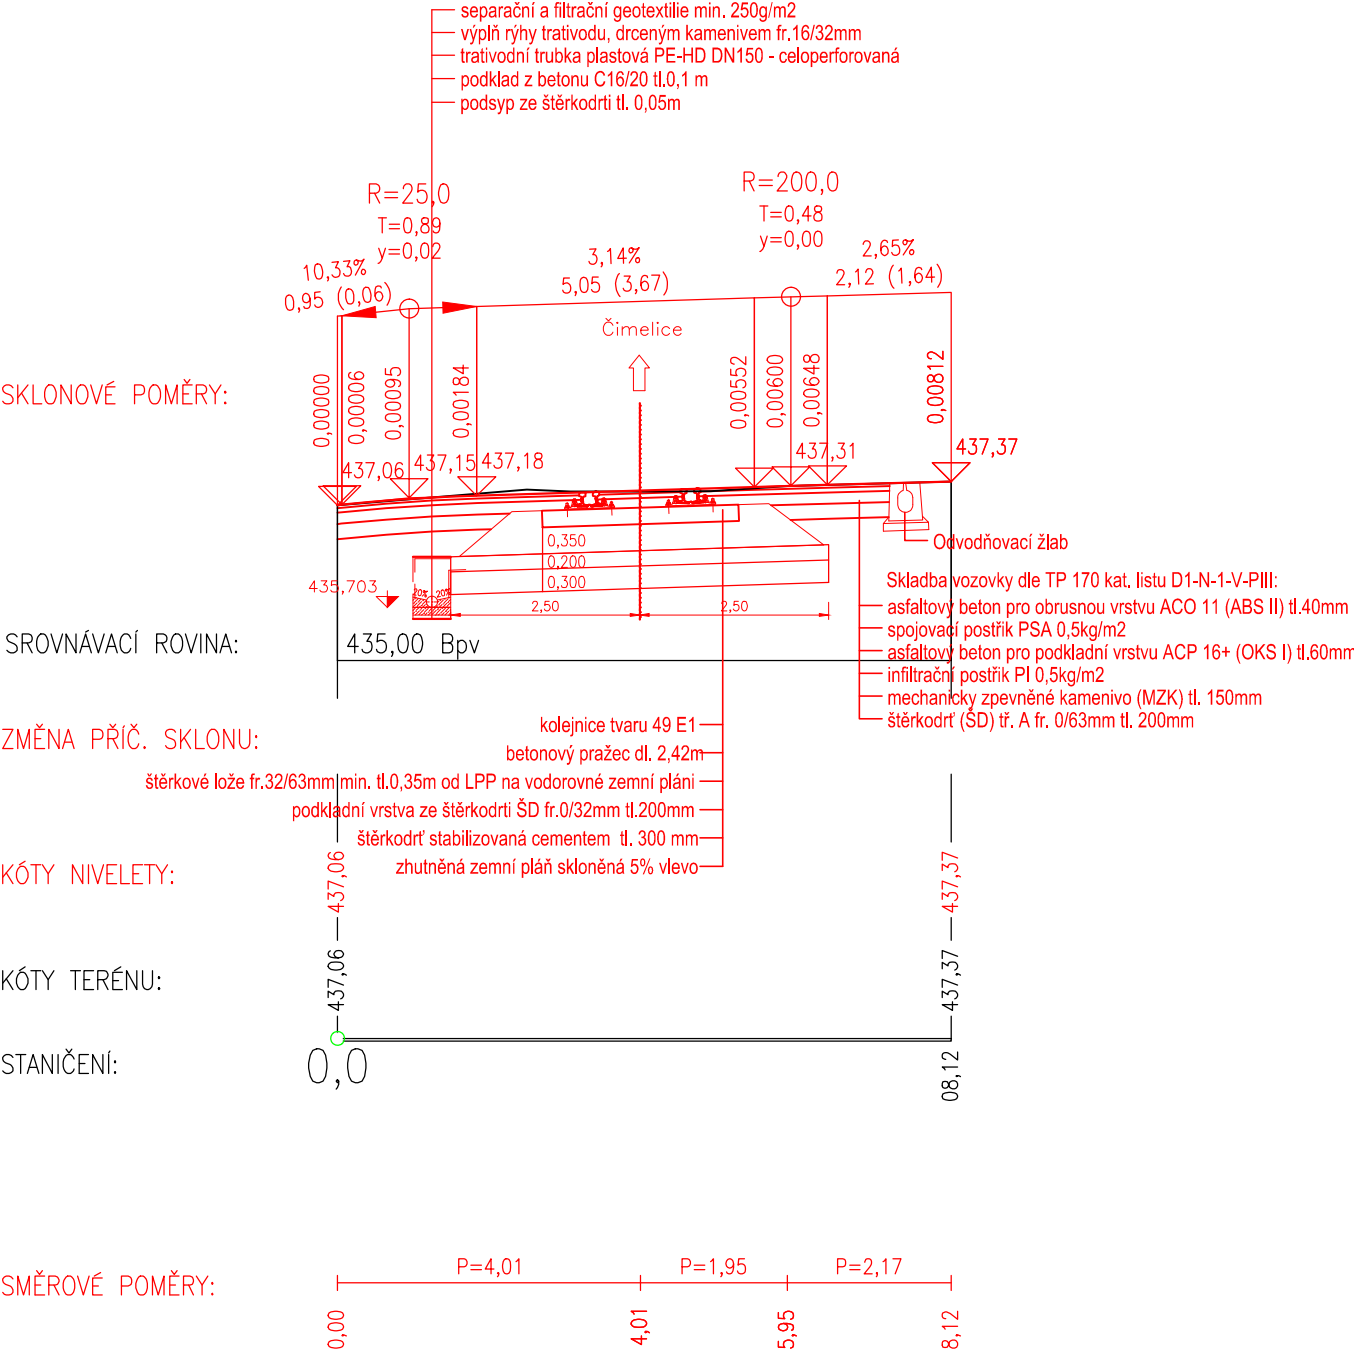 separační a filtrační geotextilie min. 250g/m2
výplň rýhy trativodu, drceným kamenivem fr.16/32mm
trativodní trubka plastová PE-HD DN150 - celoperforovaná
podklad z betonu C16/20 tl.0,1 m
podsyp ze štěrkodrti tl. 0,05m
R=25,0
T=0,89
y=0,02
R=200,0
T=0,48
y=0,00
10,33%
0,95 (0,06)
3,14%
5,05 (3,67)
2,65%
2,12 (1,64)
Čimelice
SKLONOVÉ POMĚRY:
0,00000
0,00006
0,00095
0,00184
0,00552
0,00600
0,00648
0,00812
437,06
437,15
437,18
437,31
437,37
0,350
0,200
0,300
20%
20%
2,50
2,50
435,703
Odvodňovací žlab
Skladba vozovky dle TP 170 kat. listu D1-N-1-V-PIII:
asfaltový beton pro obrusnou vrstvu ACO 11 (ABS II) tl.40mm
spojovací postřik PSA 0,5kg/m2
asfaltový beton pro podkladní vrstvu ACP 16+ (OKS I) tl.60mm
infiltrační postřik PI 0,5kg/m2
mechanicky zpevněné kamenivo (MZK) tl. 150mm
štěrkodrť (ŠD) tř. A fr. 0/63mm tl. 200mm
SROVNÁVACÍ ROVINA:
435,00 Bpv
ZMĚNA PŘÍČ. SKLONU:
kolejnice tvaru 49 E1
betonový pražec dl. 2,42m
štěrkové lože fr.32/63mm min. tl.0,35m od LPP na vodorovné zemní pláni
podkladní vrstva ze štěrkodrti ŠD fr.0/32mm tl.200mm
štěrkodrť stabilizovaná cementem tl. 300 mm
zhutněná zemní pláň skloněná 5% vlevo
KÓTY NIVELETY:
437,06
437,37
KÓTY TERÉNU:
437,06
437,37
STANIČENÍ:
0,0
08,12
SMĚROVÉ POMĚRY:
P=4,01
P=1,95
P=2,17
0,00
4,01
5,95
8,12